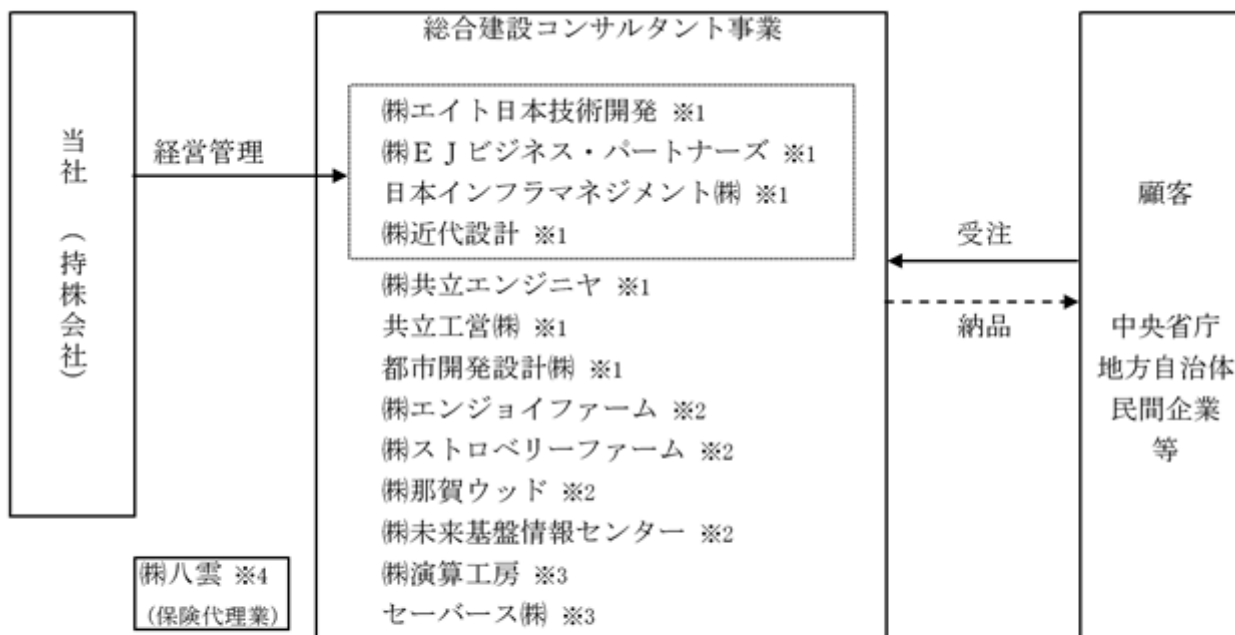 総合建設コンサルタント事業
当社（持株会社）
経営管理
㈱エイト日本技術開発 ※1
㈱ＥＪビジネス・パートナーズ ※1
日本インフラマネジメント㈱ ※1
㈱近代設計 ※1
㈱共立エンジニヤ ※1
共立工営㈱ ※1
都市開発設計㈱ ※1
㈱エンジョイファーム ※2
㈱ストロベリーファーム ※2
㈱那賀ウッド ※2
㈱未来基盤情報センター ※2
㈱演算工房 ※3
セーバース㈱ ※3
㈱八雲 ※4
（保険代理業）
受注
納品
顧客
中央省庁
地方自治体
民間企業
等